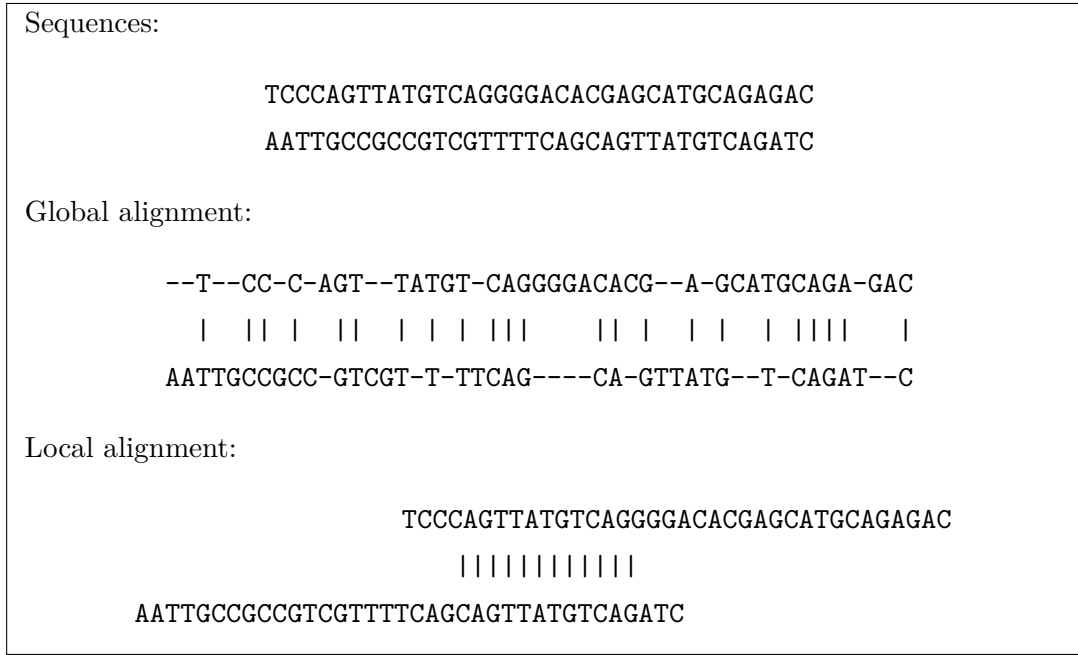 Sequences:
TCCCAGTTATGTCAGGGGACACGAGCATGCAGAGAC
AATTGCCGCCGTCGTTTTCAGCAGTTATGTCAGATC
Global alignment:
--T--CC-C-AGT--TATGT-CAGGGGACACG--A-GCATGCAGA-GAC
|  || |  ||  | | | |||    || |  | |  | ||||   |
AATTGCCGCC-GTCGT-T-TTCAG----CA-GTTATG--T-CAGAT--C
Local alignment:
TCCCAGTTATGTCAGGGGACACGAGCATGCAGAGAC
||||||||||||
AATTGCCGCCGTCGTTTTCAGCAGTTATGTCAGATC